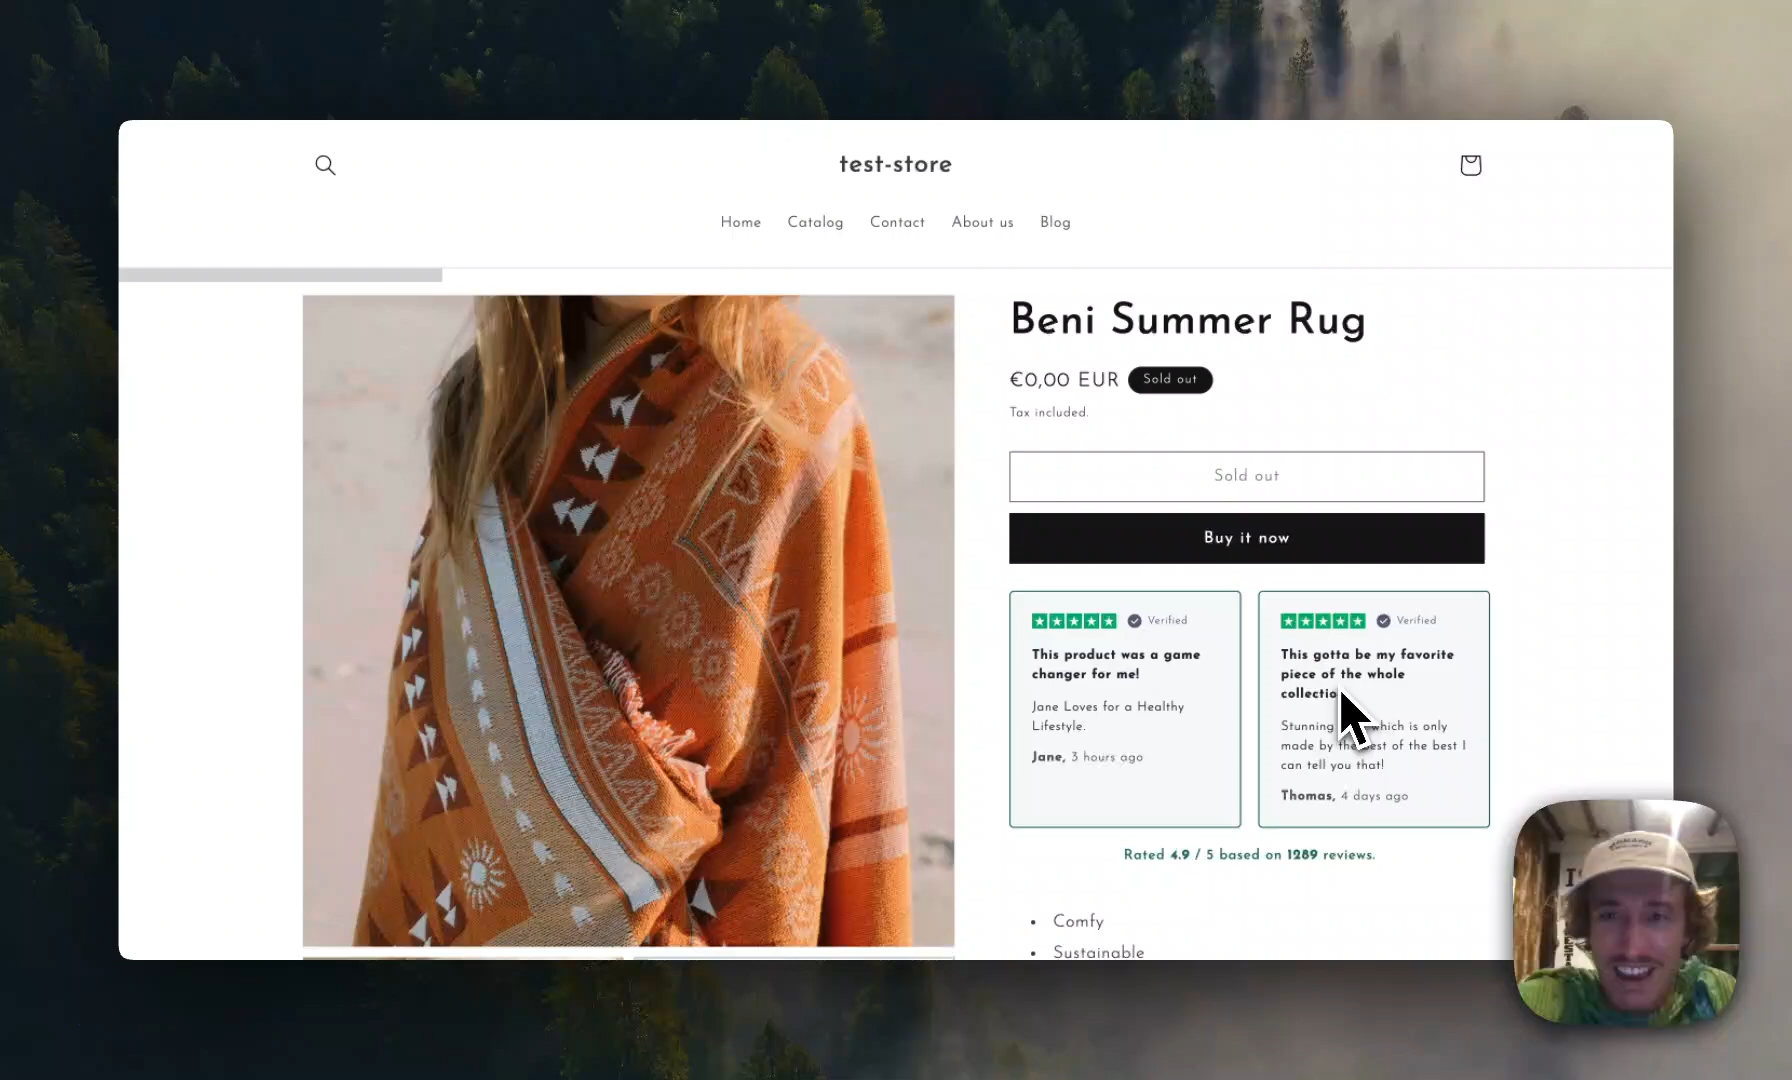 test-store
Home
Catalog
Contact
About us
Blog
Beni Summer Rug
€0,00 EUR
Sold out
Tax included.
Sold out
Buy it now
Verified
This product was a game
changer for me!
Jane Loves for a Healthy
Lifestyle.
Jane, 3 hours ago
Verified
This gotta be my favorite
piece of the whole
Stunning which is only
made by the best of the best I
can tell you that!
Thomas, 4 days ago
Rated 4.9 / 5 based on 1289 reviews.
Comfy
Sustainable